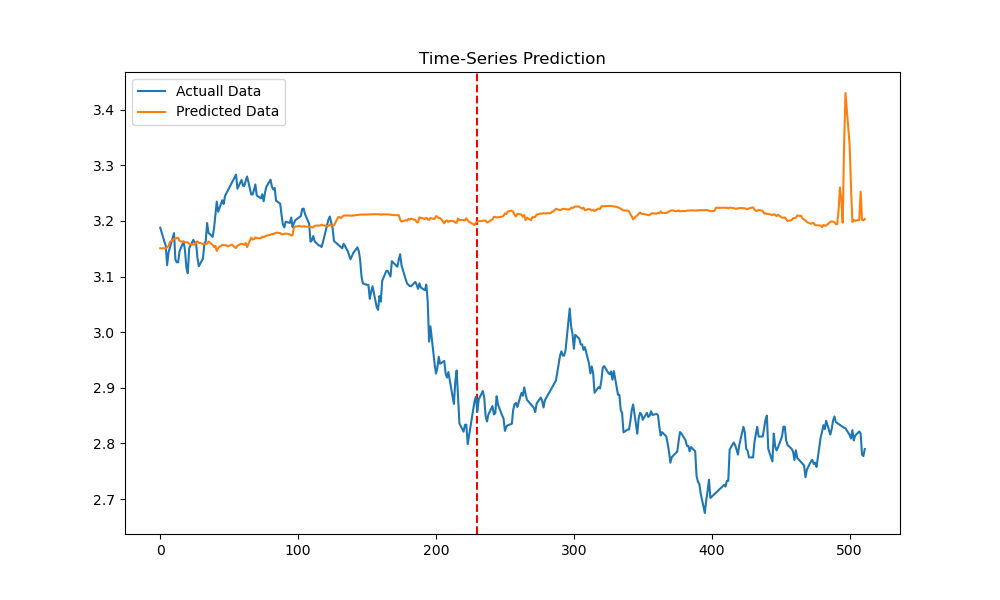 Time-Series Prediction
Actuall Data
Predicted Data
3.4
3.3
3.2
3.1
3.0
2.9
2.8
2.7
0 100 200 300 400 500